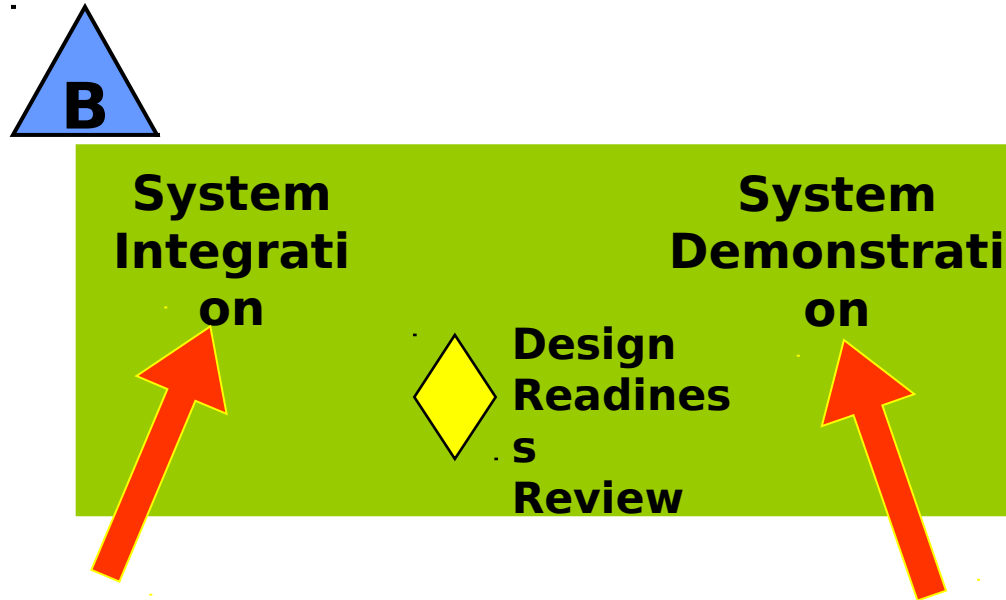 B
System
Integrati
on
Design
Readines
s
Review
System
Demonstrati
on